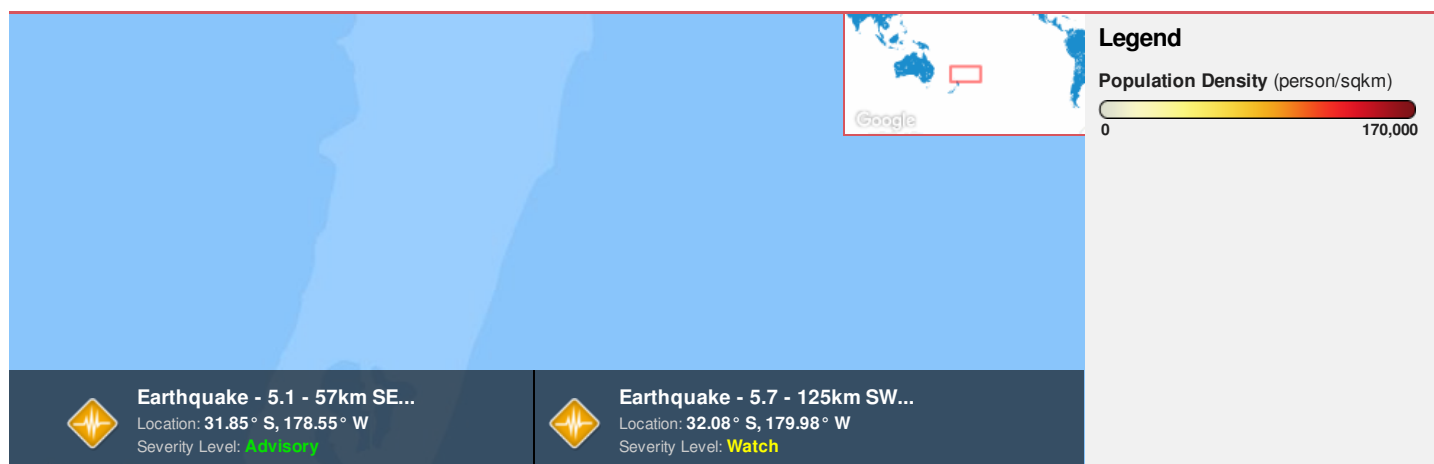 Google
Legend
Population Density (person/sqkm)
0 170,000
Earthquake - 5.1 - 57km SE...
Location: 31.85° S, 178.55° W
Severity Level: Advisory
Earthquake - 5.7 - 125km SW...
Location: 32.08° S, 179.98° W
Severity Level: Watch